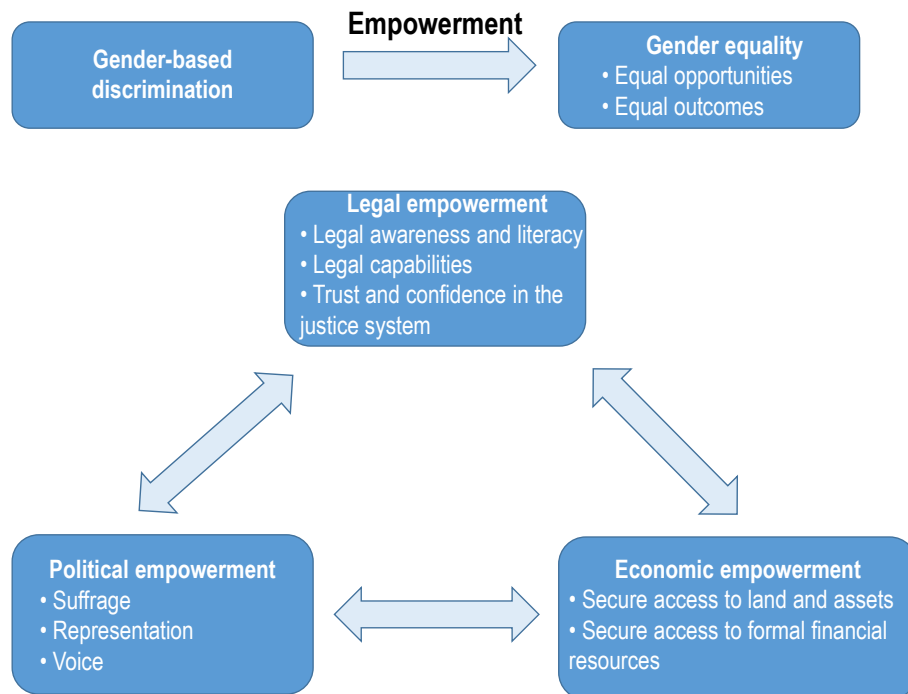 Empowerment
Gender-based
discrimination
Gender equality
• Equal opportunities
• Equal outcomes
Legal empowerment
• Legal awareness and literacy
• Legal capabilities
• Trust and confidence in the
justice system
Political empowerment
• Suffrage
• Representation
• Voice
Economic empowerment
• Secure access to land and assets
• Secure access to formal financial
resources